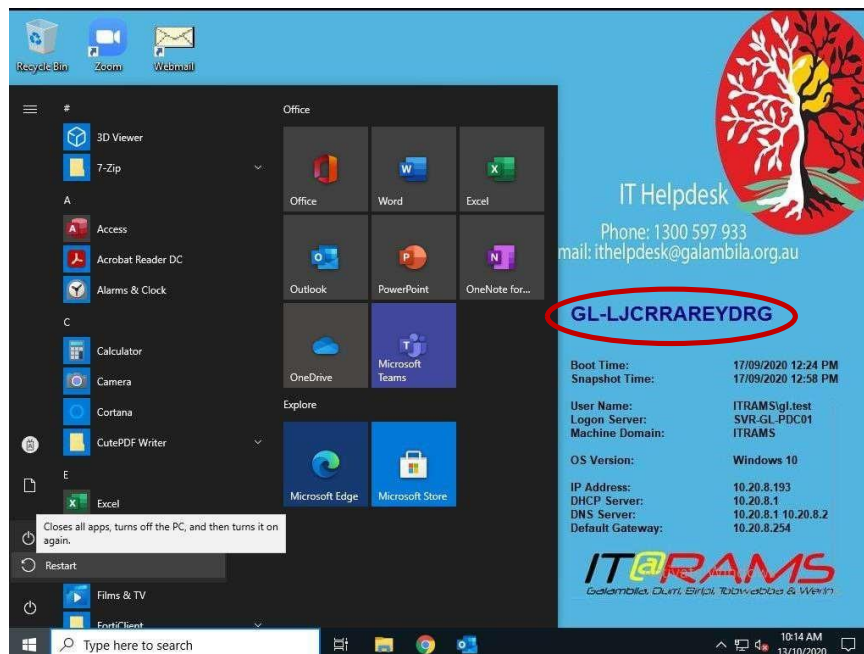 Recycle Bin
Zoom
Webmail
#
Office
3D Viewer
7-Zip
A
Access
Acrobat Reader DC
Alarms & Clock
Office
Word
Excel
Outlook
PowerPoint
OneNote for...
C
Calculator
Camera
Cortana
CutePDF Writer
OneDrive
Microsoft
Teams
Explore
E
Excel
Microsoft Edge
Microsoft Store
Closes all apps, turns off the PC, and then turns it on
again.
Restart
Films & TV
FortiClient
Type here to search
IT Helpdesk
Phone: 1300 597 933
mail: ithelpdesk@galambila.org.au
GL-LJCRRAREYDRG
Boot Time: 17/09/2020 12:24 PM
Snapshot Time: 17/09/2020 12:58 PM
User Name: ITRAMS\gl.test
Logon Server: SVR-GL-PDC01
Machine Domain: ITRAMS
OS Version: Windows 10
IP Address: 10.20.8.193
DHCP Server: 10.20.8.1
DNS Server: 10.20.8.1 10.20.8.2
Default Gateway: 10.20.8.254
IT@RAMS
Galambila, Durri, Biripi, Tobwabba & Werin
10:14 AM
13/10/2020